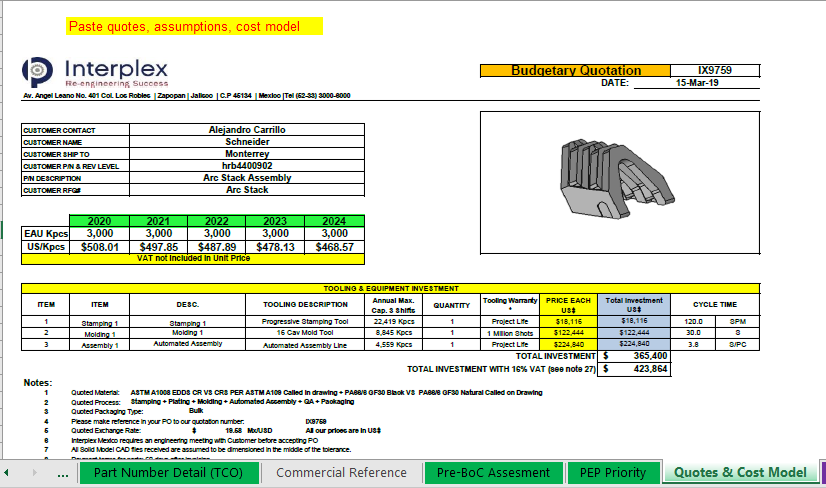 Paste quotes, assumptions, cost model
Interplex
Re-engineering Success
Av. Angel Leano No. 401 Col. Los Robles | Zapopan | Jalisco | C.P 45134 | Mexico |Tel (52-33) 3000-6000
Budgetary Quotation IX9759
DATE: 15-Mar-19
CUSTOMER CONTACT Alejandro Carrillo
CUSTOMER NAME Schneider
CUSTOMER SHIP TO Monterrey
CUSTOMER P/N & REV LEVEL hrb4400902
P/N DESCRIPTION Arc Stack Assembly
CUSTOMER RFQ# Arc Stack
2020 2021 2022 2023 2024
EAU Kpcs 3,000 3,000 3,000 3,000 3,000
US/Kpcs $508.01 $497.85 $487.89 $478.13 $468.57
VAT not Included in Unit Price
TOOLING & EQUIPMENT INVESTMENT
ITEM ITEM DESC. TOOLING DESCRIPTION Annual Max. Cap. 3 Shifts QUANTITY Tooling Warranty * PRICE EACH US$ Total Investment US$ CYCLE TIME
1 Stamping 1 Stamping 1 Progressive Stamping Tool 22,419 Kpcs 1 Project Life $18,116 $18,116 120.0 SPM
2 Molding 1 Molding 1 16 Cav Mold Tool 8,845 Kpcs 1 1 Million Shots $122,444 $122,444 30.0 S
3 Assembly 1 Automated Assembly Automated Assembly Line 4,559 Kpcs 1 Project Life $224,840 $224,840 3.8 S/PC
TOTAL INVESTMENT $ 365,400
TOTAL INVESTMENT WITH 16% VAT (see note 27) $ 423,864
Notes:
1 Quoted Material: ASTM A1008 EDDS CR VS CRS PER ASTM A109 Called in drawing + PA66/6 GF30 Black VS PA66/6 GF30 Natural Called on Drawing
2 Quoted Process: Stamping + Plating + Molding + Automated Assembly + QA + Packaging
3 Quoted Packaging Type: Bulk
4 Please make reference in your PO to our quotation number: IX9759
5 Quoted Exchange Rate: $ 19.58 Mx/USD All our prices are in US$
6 Interplex Mexico requires an engineering meeting with Customer before accepting PO
7 All Solid Model CAD files received are assumed to be dimensioned in the middle of the tolerance.
... Part Number Detail (TCO) Commercial Reference Pre-BoC Assesment PEP Priority Quotes & Cost Model